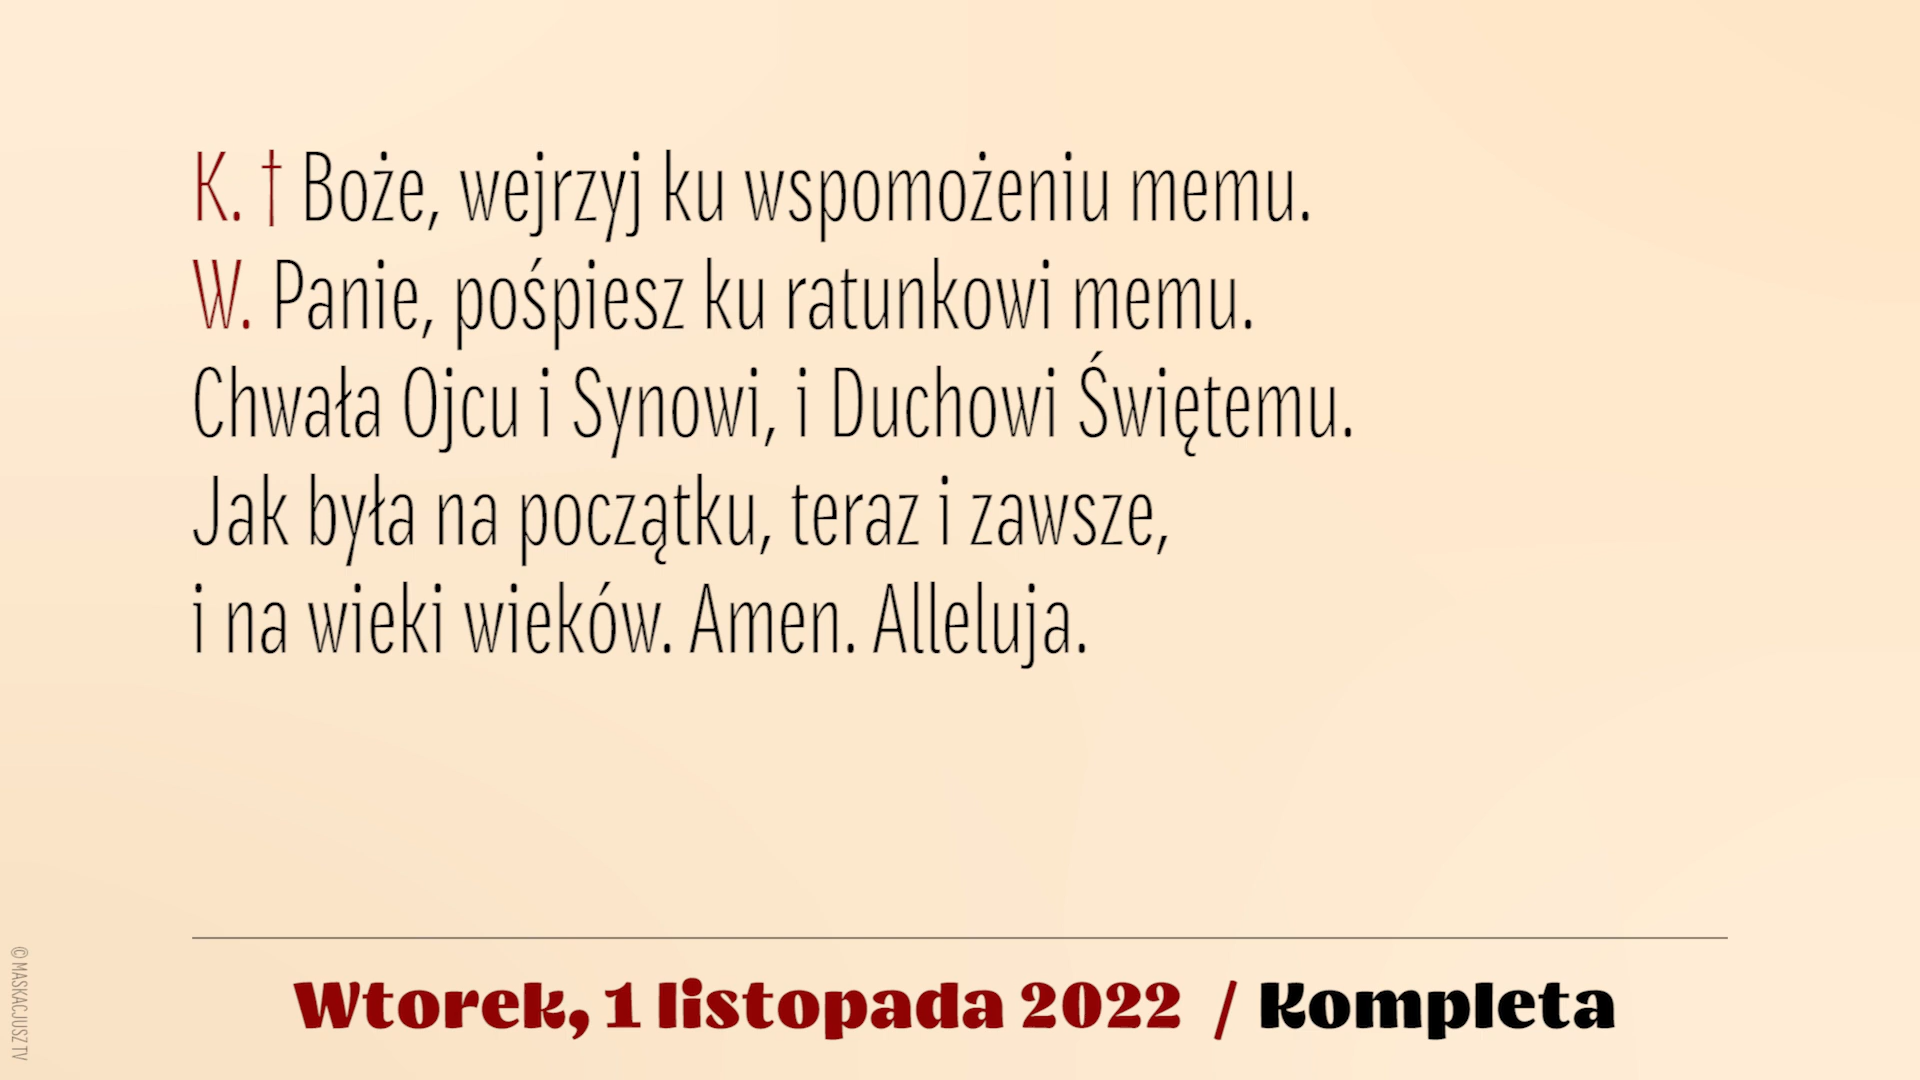 K. † Boże, wejrzyj ku wspomożeniu memu.
W. Panie, pośpiesz ku ratunkowi memu.
Chwała Ojcu i Synowi, i Duchowi Świętemu.
Jak była na początku, teraz i zawsze,
i na wieki wieków. Amen. Alleluja.
Wtorek, 1 listopada 2022 / Kompleta
© MASKACJUSZ TV